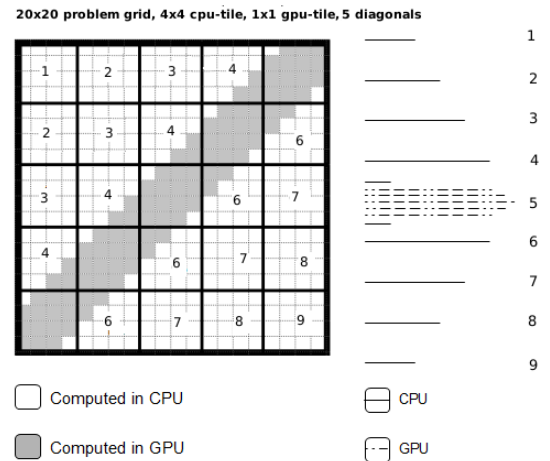 20x20 problem grid, 4x4 cpu-tile, 1x1 gpu-tile, 5 diagonals
1 2 3 4
2 3 4 6
3 4 6 7
4 6 7 8
6 7 8 9
1
2
3
4
5
6
7
8
9
Computed in CPU
CPU
Computed in GPU
GPU